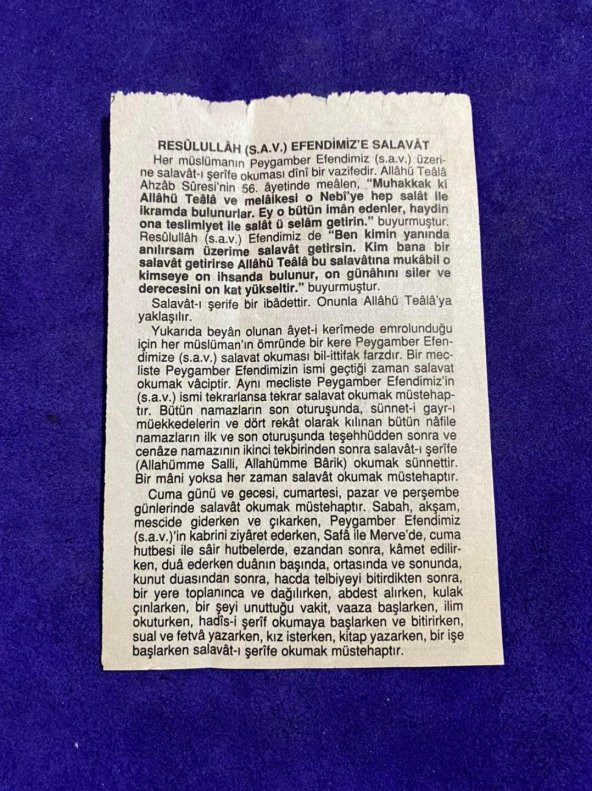 RESÛLULLÂH (S.A.V.) EFENDİMİZ'E SALAVÂT
Her müslümanın Peygamber Efendimiz (s.a.v.) üzeri-
ne salavât-ı şerîfe okuması dinî bir vazifedir. Allâhü Teâlâ
Ahzâb Sûresi'nin 56. âyetinde meâlen, "Muhakkak ki
Allâhü Teâlâ ve melâikesi o Nebî'ye hep salât ile
ikramda bulunurlar. Ey o bütün imân edenler, haydin
ona teslimiyet ile salât ü selâm getirin." buyurmuştur.
Resûlullâh (s.a.v.) Efendimiz de "Ben kimin yanında
anılırsam üzerime salavât getirsin. Kim bana bir
salavât getirirse Allâhü Teâlâ bu salavâtına mukâbil o
kimseye on ihsanda bulunur, on günâhını siler ve
derecesini on kat yükseltir." buyurmuştur.
Salavât-ı şerife bir ibâdettir. Onunla Allâhü Teâlâ'ya
yaklaşılır.
Yukarıda beyân olunan âyet-i kerîmede emrolunduğu
için her müslüman'ın ömründe bir kere Peygamber Efen-
dimize (s.a.v.) salavat okuması bil-ittifak farzdır. Bir mec-
liste Peygamber Efendimizin ismi geçtiği zaman salavat
okumak vâciptir. Aynı mecliste Peygamber Efendimiz'in
(s.a.v.) ismi tekrarlansa tekrar salavat okumak müstehap-
tır. Bütün namazların son oturuşunda, sünnet-i gayr-ı
müekkedelerin ve dört rekât olarak kılınan bütün nâfile
namazların ilk ve son oturuşunda teşehhüdden sonra ve
cenâze namazının ikinci tekbirinden sonra salavât-ı şerîfe
(Allahümme Salli, Allahümme Bârik) okumak sünnettir.
Bir mâni yoksa her zaman salavât okumak müstehaptır.
Cuma günü ve gecesi, cumartesi, pazar ve perşembe
günlerinde salavât okumak müstehaptır. Sabah, akşam,
mescide giderken ve çıkarken, Peygamber Efendimiz
(s.a.v.)'in kabrini ziyâret ederken, Safâ ile Merve'de, cuma
hutbesi ile sâir hutbelerde, ezandan sonra, kâmet edilir-
ken, duâ ederken duânın başında, ortasında ve sonunda,
kunut duasından sonra, hacda telbiyeyi bitirdikten sonra,
bir yere toplanınca ve dağılırken, abdest alırken, kulak
çınlarken, bir şeyi unuttuğu vakit, vaaza başlarken, ilim
okuturken, hadîs-i şerif okumaya başlarken ve bitirirken,
sual ve fetvâ yazarken, kız isterken, kitap yazarken, bir işe
başlarken salavât-ı şerîfe okumak müstehaptır.